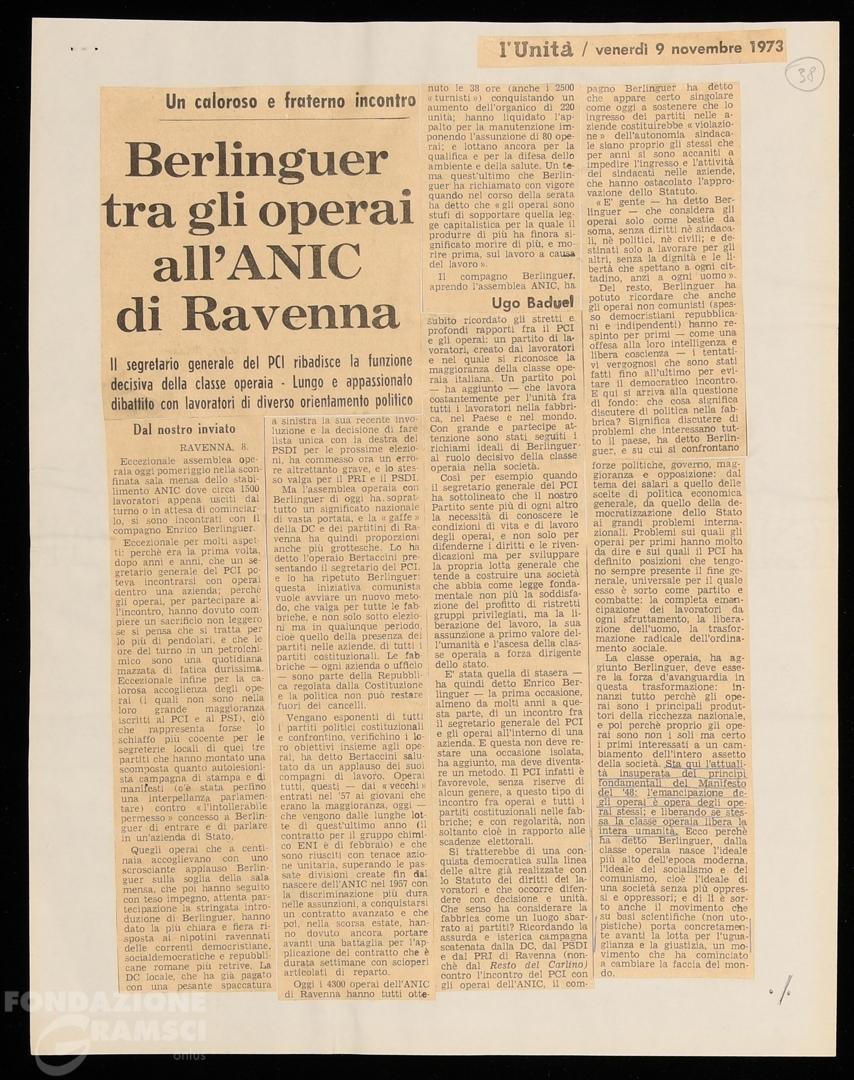 l'Unità / venerdì 9 novembre 1973
38
Un caloroso e fraterno incontro
Berlinguer
tra gli operai
all'ANIC
di Ravenna
Il segretario generale del PCI ribadisce la funzione
decisiva della classe operaia - Lungo e appassionato
dibattito con lavoratori di diverso orientamento politico
Dal nostro inviato
RAVENNA, 8.
Eccezionale assemblea ope-
raia oggi pomeriggio nella scon-
finata sala mensa dello stabi-
limento ANIC dove circa 1500
lavoratori appena usciti dal
turno o in attesa di cominciar-
lo, si sono incontrati con il
compagno Enrico Berlinguer.
Eccezionale per molti aspet-
ti: perchè era la prima volta,
dopo anni e anni, che un se-
gretario generale del PCI po-
teva incontrarsi con operai
dentro una azienda; perchè
gli operai, per partecipare al-
l'incontro, hanno dovuto com-
piere un sacrificio non leggero
se si pensa che si tratta per
lo più di pendolari, e che le
ore del turno in un petrolchi-
mico sono una quotidiana
mazzata di fatica durissima.
Eccezionale infine per la ca-
lorosa accoglienza degli ope-
rai (i quali non sono nella
loro grande maggioranza
iscritti al PCI e al PSI), ciò
che rappresenta forse lo
schiaffo più cocente per le
segreterie locali di quei tre
partiti che hanno montato una
scomposta quanto autolesioni-
sta campagna di stampa e di
manifesti (c'è stata perfino
una interpellanza parlamen-
tare) contro «l'intollerabile
permesso» concesso a Berlin-
guer di entrare e di parlare
in un'azienda di Stato.
Quegli operai che a centi-
naia accoglievano con uno
scrosciante applauso Berlin-
guer sulla soglia della sala
mensa, che poi hanno seguito
con teso impegno, attenta par-
tecipazione la stringata intro-
duzione di Berlinguer, hanno
dato la più chiara e fiera ri-
sposta ai nipotini ravennati
delle correnti democristiane,
socialdemocratiche e repubbli-
cane romane più retrive. La
DC locale, che ha già pagato
con una pesante spaccatura
a sinistra la sua recente invo-
luzione e la decisione di fare
lista unica con la destra del
PSDI per le prossime elezio-
ni, ha commesso ora un erro-
re altrettanto grave, e lo stes-
so valga per il PRI e il PSDI.
Ma l'assemblea operaia con
Berlinguer di oggi ha soprat-
tutto un significato nazionale
di vasta portata, e la «gaffe»
della DC e dei partitini di Ra-
venna ha quindi proporzioni
anche più grottesche. Lo ha
detto l'operaio Bertaccini pre-
sentando il segretario del PCI,
e lo ha ripetuto Berlinguer:
questa iniziativa comunista
vuole avviare un nuovo meto-
do, che valga per tutte le fab-
briche, e non solo sotto elezio-
ni ma in qualunque periodo,
cioè quello della presenza dei
partiti nelle aziende, di tutti i
partiti costituzionali. Le fab-
briche — ogni azienda o ufficio
— sono parte della Repubbli-
ca regolata dalla Costituzione
e la politica non può restare
fuori dei cancelli.
Vengano esponenti di tutti
i partiti politici costituzionali
e confrontino, verifichino i lo-
ro obiettivi insieme agli ope-
rai, ha detto Bertaccini salu-
tato da un applauso dei suoi
compagni di lavoro. Operai
tutti, questi — dai «vecchi»
entrati nel '57 ai giovani che
erano la maggioranza, oggi —
che vengono dalle lunghe lot-
te di quest'ultimo anno (il
contratto per il gruppo chimi-
co ENI è di febbraio) e che
sono riusciti con tenace azio-
ne unitaria, superando le pas-
sate divisioni create fin dal
nascere dell'ANIC nel 1957 con
la discriminazione più dura
nelle assunzioni, a conquistarsi
un contratto avanzato e che
poi, nella scorsa estate, han-
no dovuto ancora portare
avanti una battaglia per l'ap-
plicazione del contratto che è
durata settimane con scioperi
articolati di reparto.
Oggi i 4300 operai dell'ANIC
di Ravenna hanno tutti otte-
nuto le 38 ore (anche i 2500
«turnisti») conquistando un
aumento dell'organico di 220
unità; hanno liquidato l'ap-
palto per la manutenzione im-
ponendo l'assunzione di 80 ope-
rai; e lottano ancora per la
qualifica e per la difesa dello
ambiente e della salute. Un te-
ma quest'ultimo che Berlin-
guer ha richiamato con vigore
quando nel corso della serata
ha detto che «gli operai sono
stufi di sopportare quella leg-
ge capitalistica per la quale il
produrre di più ha finora si-
gnificato morire di più, e mo-
rire prima, sul lavoro a causa
del lavoro».
Il compagno Berlinguer,
aprendo l'assemblea ANIC, ha
Ugo Baduel
subito ricordato gli stretti e
profondi rapporti fra il PCI
e gli operai: un partito di la-
voratori, creato dai lavoratori
e nel quale si riconosce la
maggioranza della classe ope-
raia italiana. Un partito poi
— ha aggiunto — che lavora
costantemente per l'unità fra
tutti i lavoratori nella fabbri-
ca, nel Paese e nel mondo.
Con grande e partecipe at-
tenzione sono stati seguiti i
richiami ideali di Berlinguer
al ruolo decisivo della classe
operaia nella società.
Così per esempio quando il
segretario generale del PCI
ha sottolineato che il nostro
Partito sente più di ogni altro
la necessità di conoscere le
condizioni di vita e di lavoro
degli operai, e non solo per
difenderne i diritti e le riven-
dicazioni ma per sviluppare
la propria lotta generale che
tende a costruire una società
che abbia come legge fonda-
mentale non più la soddisfa-
zione del profitto di ristretti
gruppi privilegiati, ma la li-
berazione del lavoro, la sua
assunzione a primo valore del-
l'umanità e l'ascesa della clas-
se operaia a forza dirigente
dello stato.
E' stata quella di stasera —
ha quindi detto Enrico Ber-
linguer — la prima occasione,
almeno da molti anni a que-
sta parte, di un incontro fra
il segretario generale del PCI
e gli operai all'interno di una
azienda. E questa non deve re-
stare una occasione isolata,
ha aggiunto, ma deve diventa-
re un metodo. Il PCI infatti è
favorevole, senza riserve di
alcun genere, a questo tipo di
incontro fra operai e tutti i
partiti costituzionali nelle fab-
briche; e con regolarità, non
soltanto cioè in rapporto alle
scadenze elettorali.
Si tratterebbe di una con-
quista democratica sulla linea
delle altre già realizzate con
lo Statuto dei diritti dei la-
voratori e che occorre difen-
dere con decisione e unità.
Che senso ha considerare la
fabbrica come un luogo sbar-
rato ai partiti? Ricordando la
assurda e isterica campagna
scatenata dalla DC, dal PSDI
e dal PRI di Ravenna (non-
chè dal Resto del Carlino)
contro l'incontro del PCI con
gli operai dell'ANIC, il com-
pagno Berlinguer ha detto
che appare certo singolare
come oggi a sostenere che lo
ingresso dei partiti nelle a-
ziende costituirebbe «violazio-
ne» dell'autonomia sindaca-
le siano proprio gli stessi che
per anni si sono accaniti a
impedire l'ingresso e l'attività
dei sindacati nelle aziende,
che hanno ostacolato l'appro-
vazione dello Statuto.
«E' gente — ha detto Ber-
linguer — che considera gli
operai solo come bestie da
soma, senza diritti nè sindaca-
li, nè politici, nè civili; e de-
stinati solo a lavorare per gli
altri, senza la dignità e le li-
bertà che spettano a ogni cit-
tadino, anzi a ogni uomo».
Del resto, Berlinguer ha
potuto ricordare che anche
gli operai non comunisti (spes-
so democristiani repubblica-
ni e indipendenti) hanno re-
spinto per primi — come una
offesa alla loro intelligenza e
libera coscienza — i tentati-
vi vergognosi che sono stati
fatti fino all'ultimo per evi-
tare il democratico incontro.
E qui si arriva alla questione
di fondo: che cosa significa
discutere di politica nella fab-
brica? Significa discutere di
problemi che interessano tut-
to il paese, ha detto Berlin-
guer, e su cui si confrontano
forze politiche, governo, mag-
gioranza e opposizione: dal
tema dei salari a quello delle
scelte di politica economica
generale, da quello della de-
mocratizzazione dello Stato
ai grandi problemi interna-
zionali. Problemi sui quali gli
operai per primi hanno molto
da dire e sui quali il PCI ha
definito posizioni che tengo-
no sempre presente il fine ge-
nerale, universale per il quale
esso è sorto come partito e
combatte: la completa eman-
cipazione dei lavoratori da
ogni sfruttamento, la libera-
zione dell'uomo, la trasfor-
mazione radicale dell'ordina-
mento sociale.
La classe operaia, ha ag-
giunto Berlinguer, deve esse-
re la forza d'avanguardia in
questa trasformazione: in-
nanzi tutto perchè gli ope-
rai sono i principali produt-
tori della ricchezza nazionale,
e poi perchè proprio gli ope-
rai sono non i soli ma certo
i primi interessati a un cam-
biamento dell'intero assetto
della società. Sta qui l'attuali-
tà insuperata dei principi
fondamentali del Manifesto
del '48: l'emancipazione de-
gli operai è opera degli ope-
rai stessi; e liberando se stes-
sa la classe operaia libera la
intera umanità. Ecco perchè
ha detto Berlinguer, dalla
classe operaia nasce l'ideale
più alto dell'epoca moderna,
l'ideale del socialismo e del
comunismo, cioè l'ideale di
una società senza più oppres-
si e oppressori; e di lì è sor-
to anche il movimento che
su basi scientifiche (non uto-
pistiche) porta concretamen-
te avanti la lotta per l'ugua-
glianza e la giustizia, un mo-
vimento che ha cominciato
a cambiare la faccia del mon-
do.
FONDAZIONE
GRAMSCI
onlus